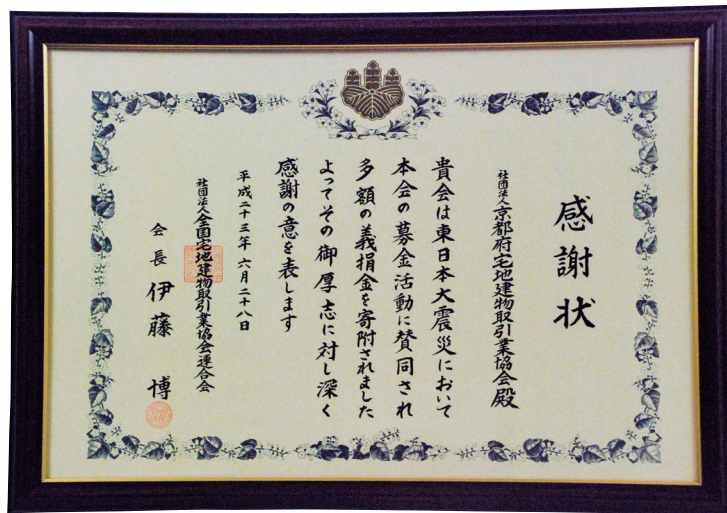 感謝状
社団法人京都府宅地建物取引業協会殿
貴会は東日本大震災において
本会の募金活動に賛同され
多額の義捐金を寄附されました
よってその御厚志に対し深く
感謝の意を表します
平成二十三年六月二十八日
社団法人全国宅地建物取引業協会連合会
会長 伊藤 博